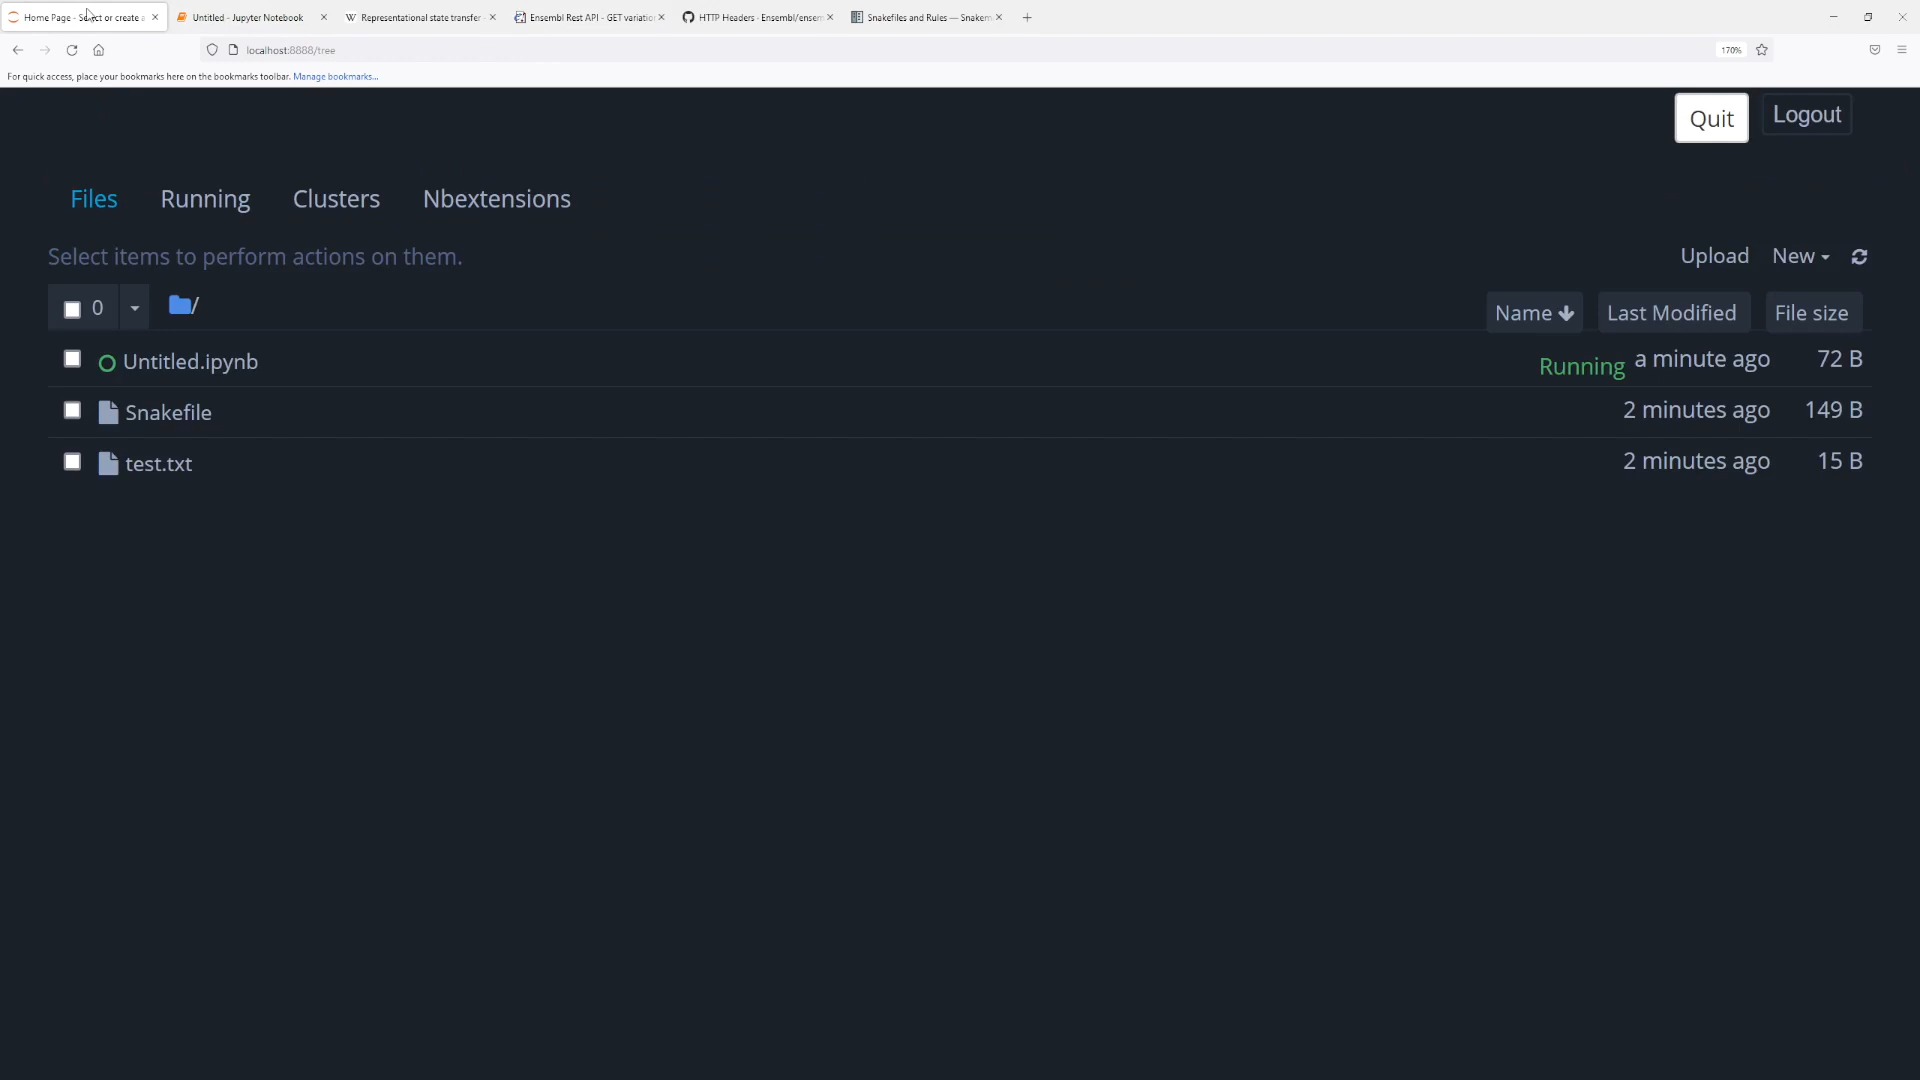 Home Page - Select or create a
Untitled - Jupyter Notebook
Representational state transfer -
Ensembl Rest API - GET variation
HTTP Headers · Ensembl/ensem
Snakefiles and Rules — Snakem
localhost:8888/tree
170%
For quick access, place your bookmarks here on the bookmarks toolbar. Manage bookmarks...
Quit
Logout
Files
Running
Clusters
Nbextensions
Select items to perform actions on them.
Upload
New
0
/
Name
Last Modified
File size
Untitled.ipynb
Running
a minute ago
72 B
Snakefile
2 minutes ago
149 B
test.txt
2 minutes ago
15 B